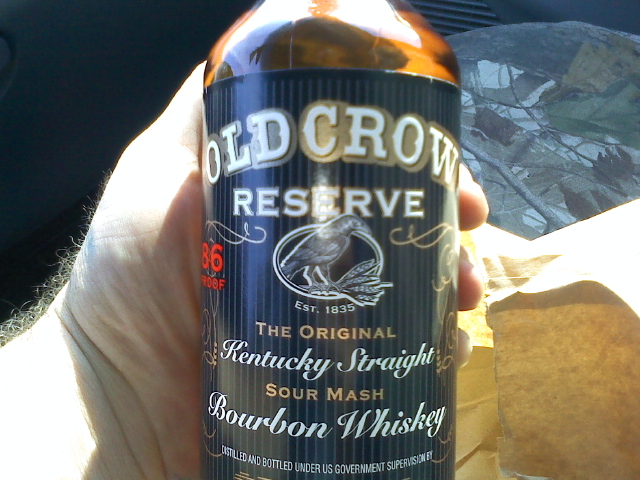 OLD CROW
RESERVE
86
PROOF
EST. 1835
THE ORIGINAL
Kentucky Straight
SOUR MASH
Bourbon Whiskey
DISTILLED AND BOTTLED UNDER US GOVERNMENT SUPERVISION BY